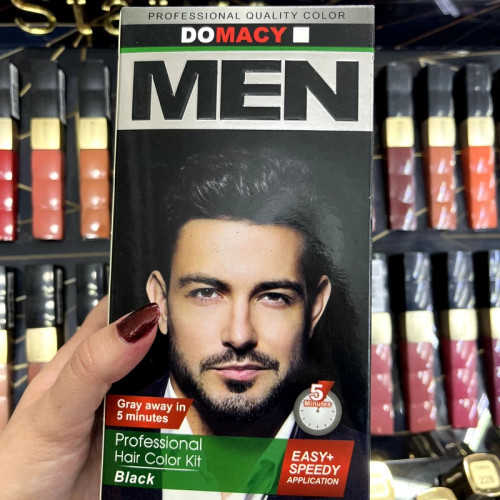 PROFESSIONAL QUALITY COLOR
DOMACY
MEN
Gray away in
5 minutes
5
Minutes
Professional
Hair Color Kit
Black
EASY+
SPEEDY
APPLICATION